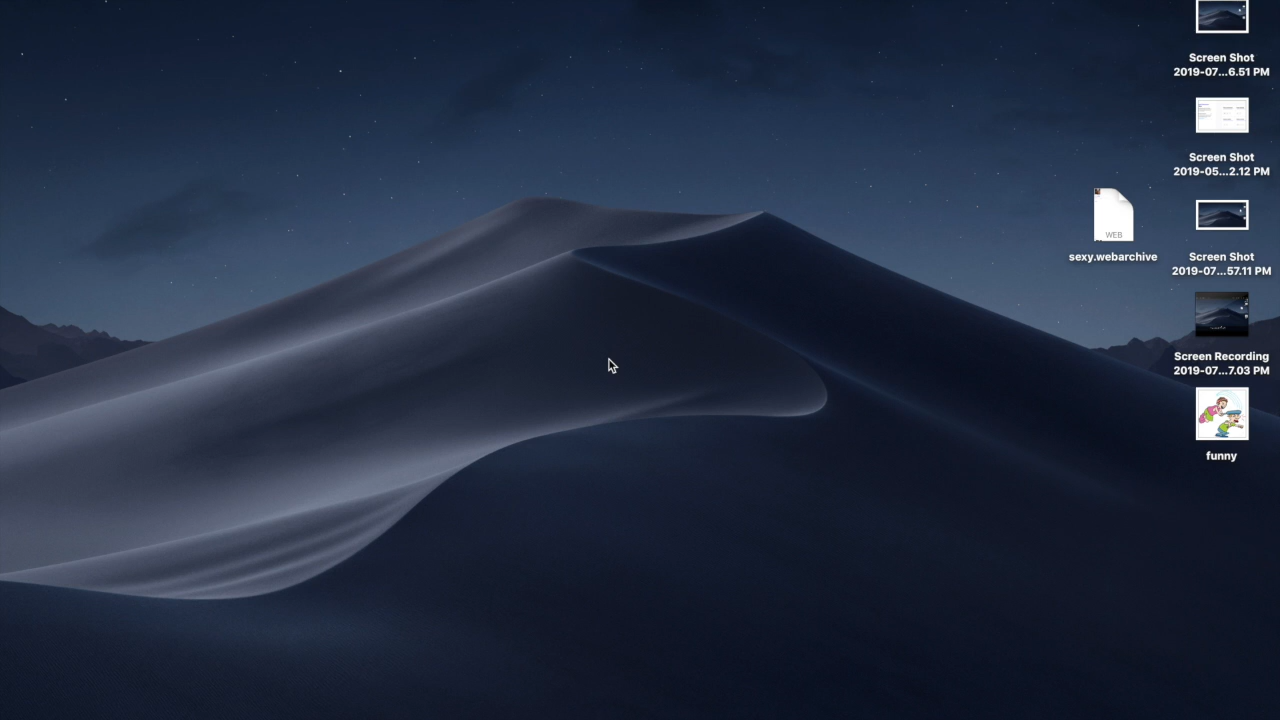 Screen Shot
2019-07...6.51 PM
Screen Shot
2019-05...2.12 PM
WEB
sexy.webarchive
Screen Shot
2019-07...57.11 PM
Screen Recording
2019-07...7.03 PM
funny